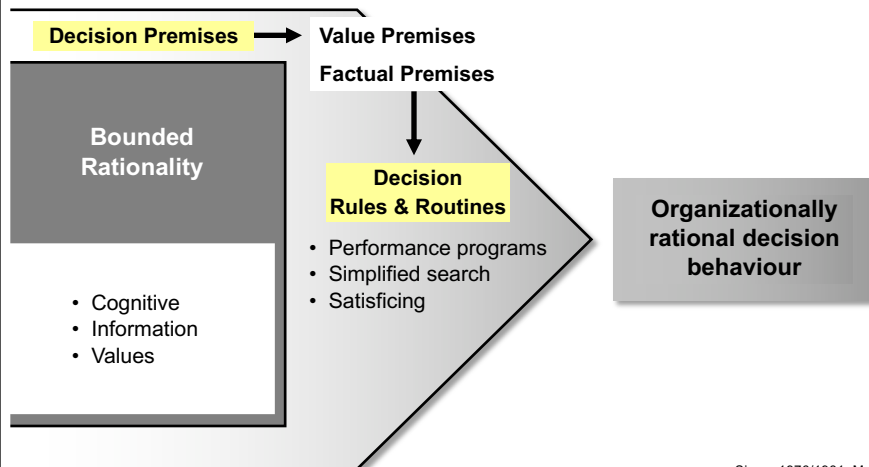 Decision Premises
Value Premises
Factual Premises
Bounded
Rationality
Decision
Rules & Routines
• Performance programs
• Simplified search
• Satisficing
• Cognitive
• Information
• Values
Organizationally
rational decision
behaviour